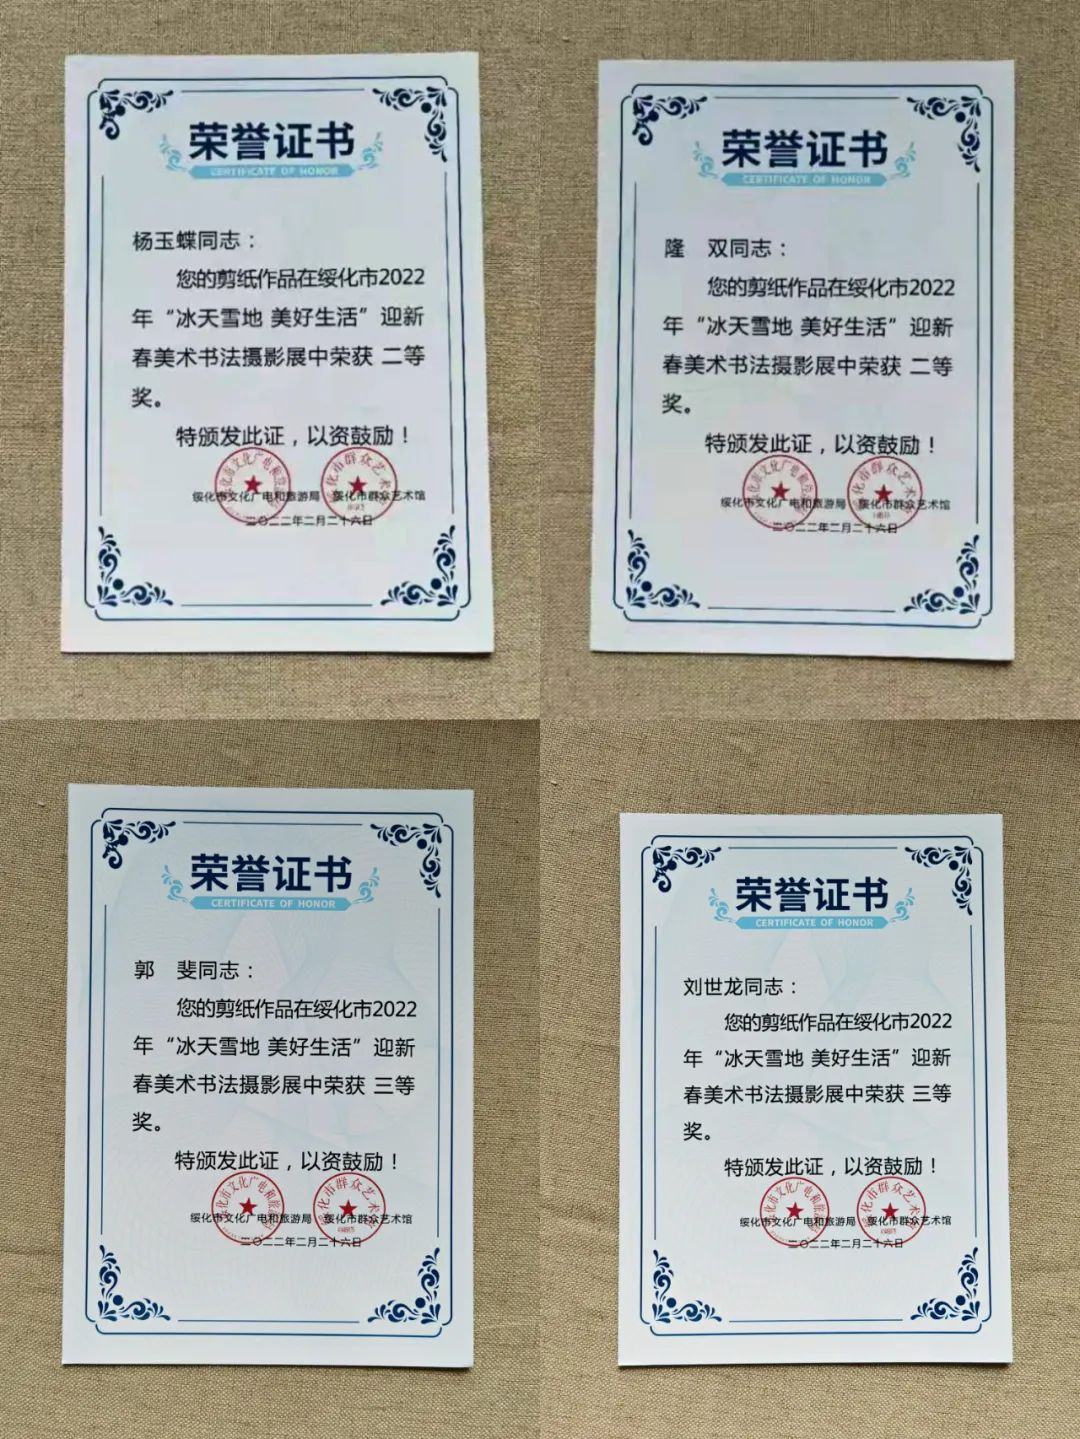 荣誉证书
CERTIFICATE OF HONOR
杨玉蝶同志：
您的剪纸作品在绥化市2022
年“冰天雪地 美好生活”迎新
春美术书法摄影展中荣获 二等
奖。
特颁发此证，以资鼓励！
绥化市文化广电和旅游局 绥化市群众艺术馆
二〇二二年二月二十六日
荣誉证书
CERTIFICATE OF HONOR
隆 双同志：
您的剪纸作品在绥化市2022
年“冰天雪地 美好生活”迎新
春美术书法摄影展中荣获 二等
奖。
特颁发此证，以资鼓励！
绥化市文化广电和旅游局 绥化市群众艺术馆
二〇二二年二月二十六日
荣誉证书
CERTIFICATE OF HONOR
郭 斐同志：
您的剪纸作品在绥化市2022
年“冰天雪地 美好生活”迎新
春美术书法摄影展中荣获 三等
奖。
特颁发此证，以资鼓励！
绥化市文化广电和旅游局 绥化市群众艺术馆
二〇二二年二月二十六日
荣誉证书
CERTIFICATE OF HONOR
刘世龙同志：
您的剪纸作品在绥化市2022
年“冰天雪地 美好生活”迎新
春美术书法摄影展中荣获 三等
奖。
特颁发此证，以资鼓励！
绥化市文化广电和旅游局 绥化市群众艺术馆
二〇二二年二月二十六日